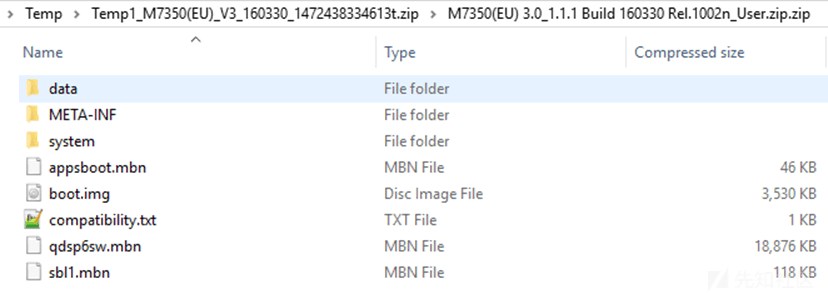 Temp > Temp1_M7350(EU)_V3_160330_1472438334613t.zip > M7350(EU) 3.0_1.1.1 Build 160330 Rel.1002n_User.zip.zip
Name Type Compressed size
data File folder
META-INF File folder
system File folder
appsboot.mbn MBN File 46 KB
boot.img Disc Image File 3,530 KB
compatibility.txt TXT File 1 KB
qdsp6sw.mbn MBN File 18,876 KB
sbl1.mbn MBN File 118 KB
先知社区